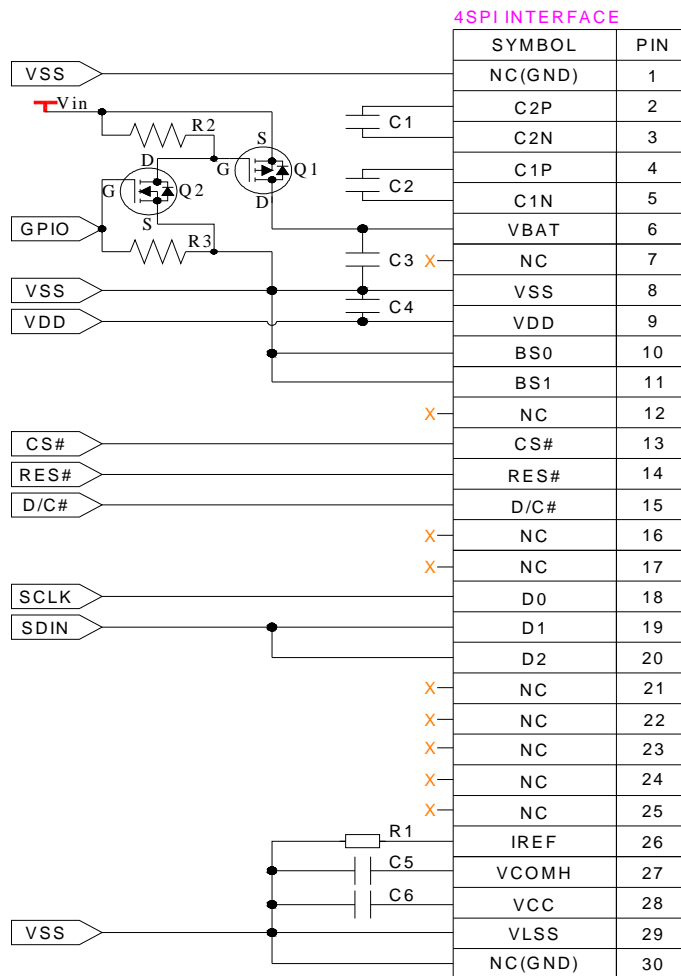 4SPI INTERFACE
SYMBOL PIN
VSS NC(GND) 1
Vin C2P 2
R2 C1
S C2N 3
D G Q1 C1P 4
G Q2 C2
D C1N 5
GPIO S VBAT 6
R3 C3 X NC 7
VSS VSS 8
C4
VDD VDD 9
BS0 10
BS1 11
X NC 12
CS# CS# 13
RES# RES# 14
D/C# D/C# 15
X NC 16
X NC 17
SCLK D0 18
SDIN D1 19
D2 20
X NC 21
X NC 22
X NC 23
X NC 24
X NC 25
R1 IREF 26
C5 VCOMH 27
C6 VCC 28
VSS VLSS 29
NC(GND) 30